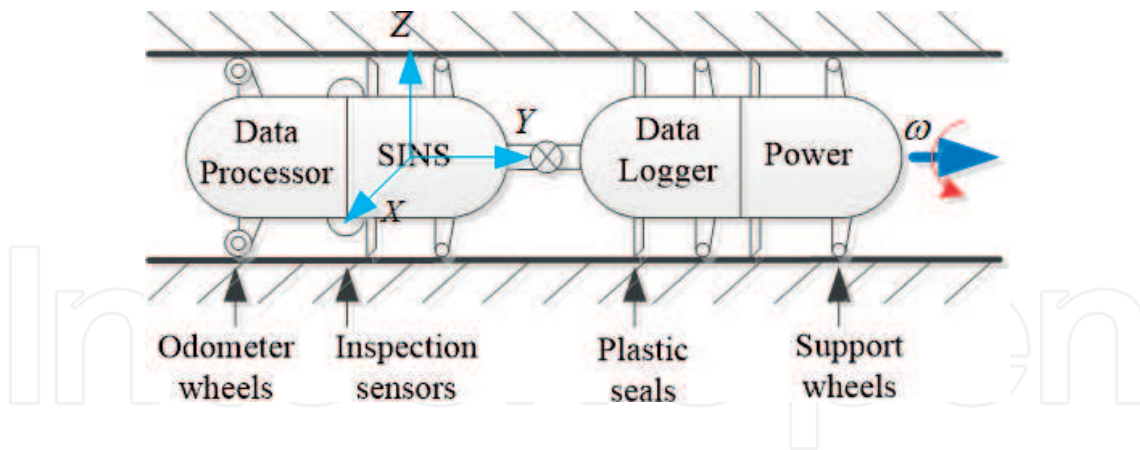 Z
Y
ω
Data
Processor
SINS
Data
Logger
Power
X
Odometer
wheels
Inspection
sensors
Plastic
seals
Support
wheels